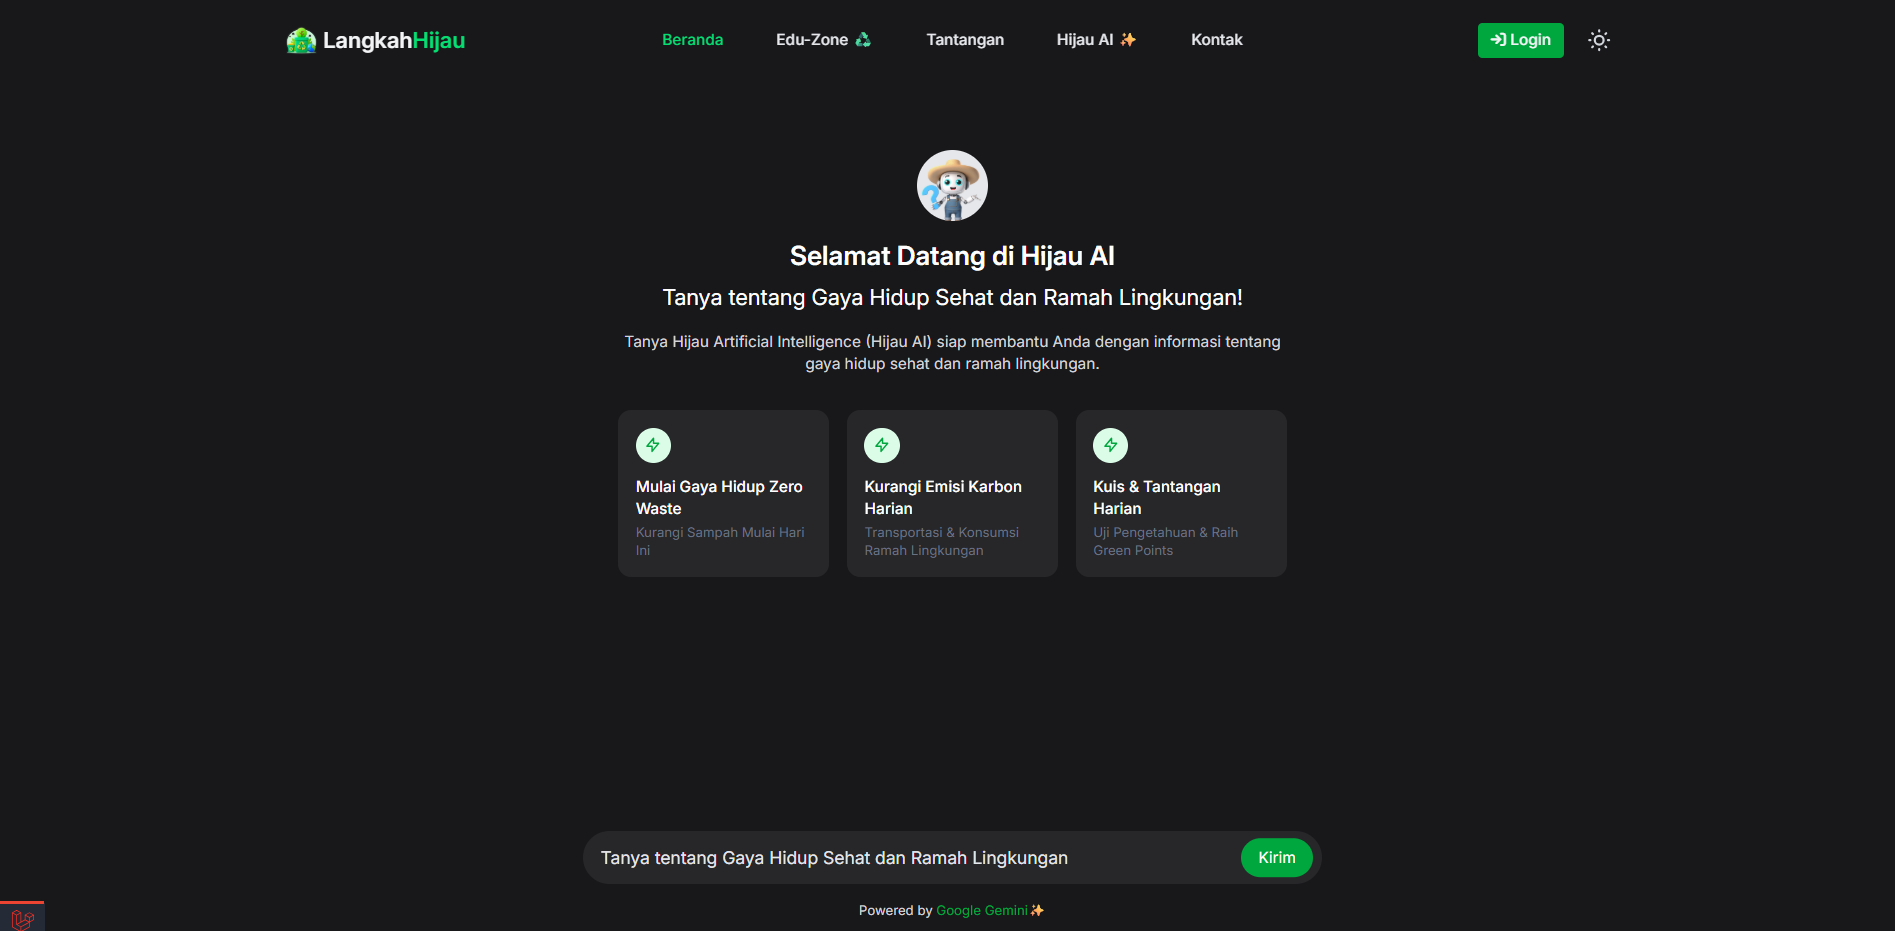 LangkahHijau
Beranda
Edu-Zone
Tantangan
Hijau AI
Kontak
Login
Selamat Datang di Hijau AI
Tanya tentang Gaya Hidup Sehat dan Ramah Lingkungan!
Tanya Hijau Artificial Intelligence (Hijau AI) siap membantu Anda dengan informasi tentang
gaya hidup sehat dan ramah lingkungan.
Mulai Gaya Hidup Zero
Waste
Kurangi Sampah Mulai Hari
Ini
Kurangi Emisi Karbon
Harian
Transportasi & Konsumsi
Ramah Lingkungan
Kuis & Tantangan
Harian
Uji Pengetahuan & Raih
Green Points
Tanya tentang Gaya Hidup Sehat dan Ramah Lingkungan
Kirim
Powered by Google Gemini✨